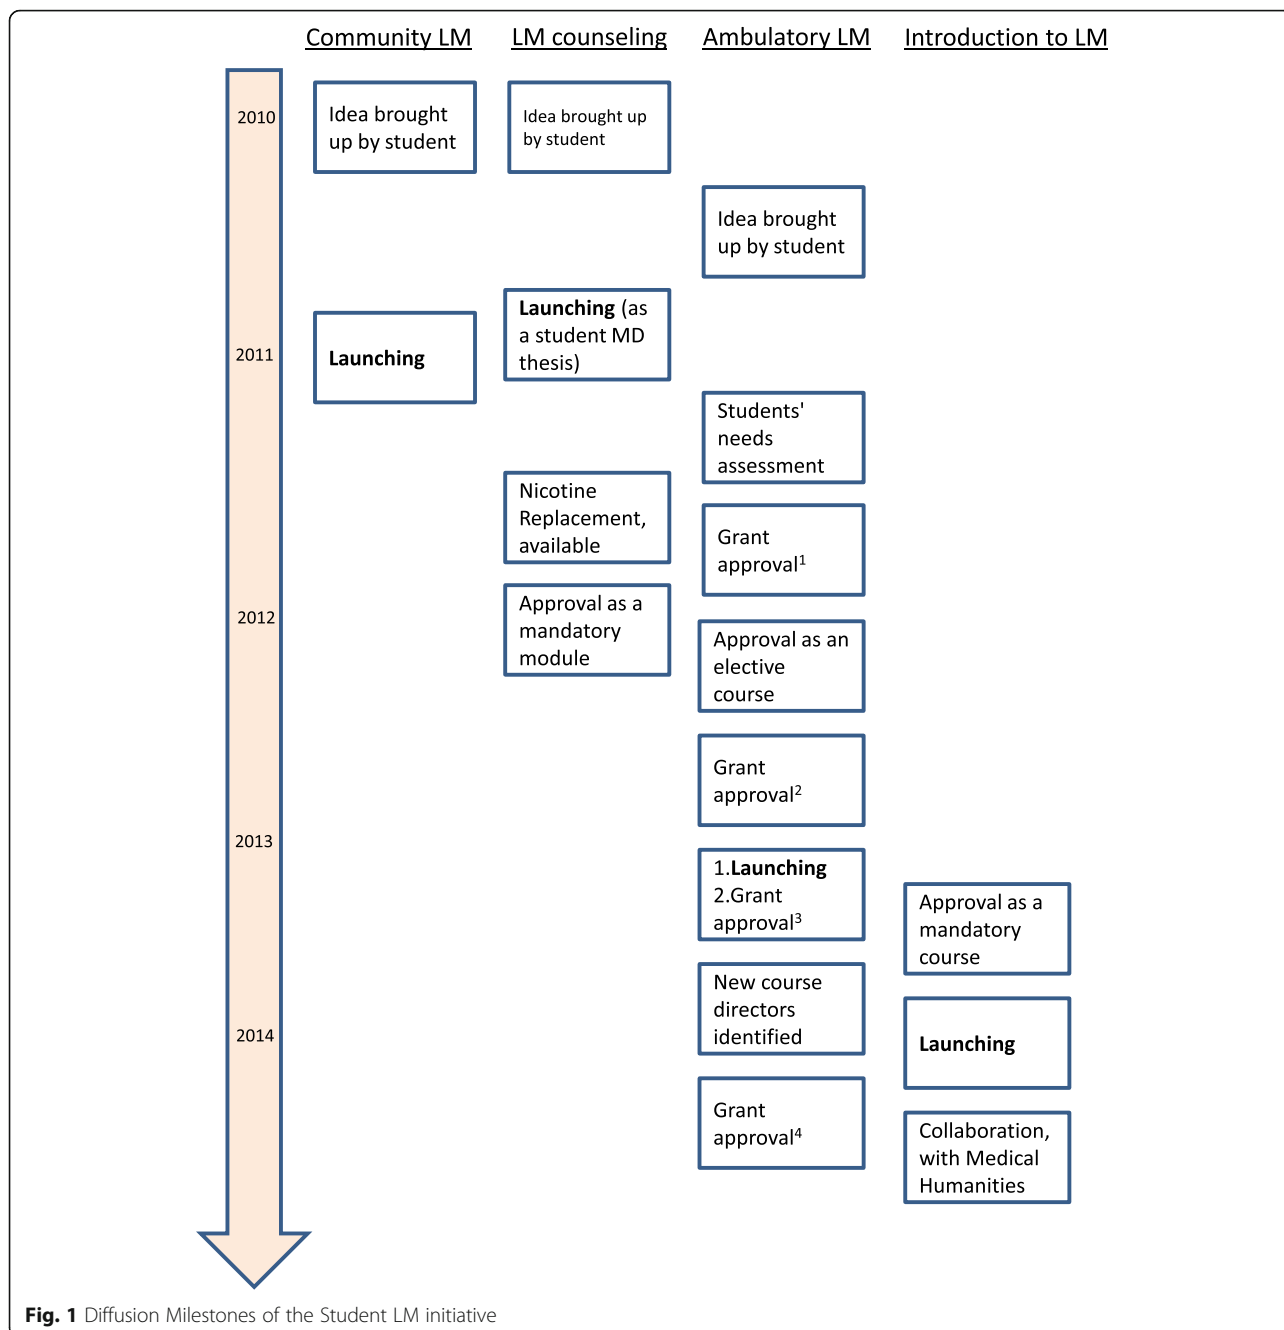 Community LM
LM counseling
Ambulatory LM
Introduction to LM
2010
Idea brought
up by student
Idea brought up
by student
Idea brought
up by student
2011
Launching
Launching (as
a student MD
thesis)
Students'
needs
assessment
Nicotine
Replacement,
available
Grant
approval1
2012
Approval as a
mandatory
module
Approval as an
elective
course
Grant
approval2
2013
1.Launching
2.Grant
approval3
Approval as a
mandatory
course
2014
New course
directors
identified
Launching
Grant
approval4
Collaboration,
with Medical
Humanities
Fig. 1 Diffusion Milestones of the Student LM initiative